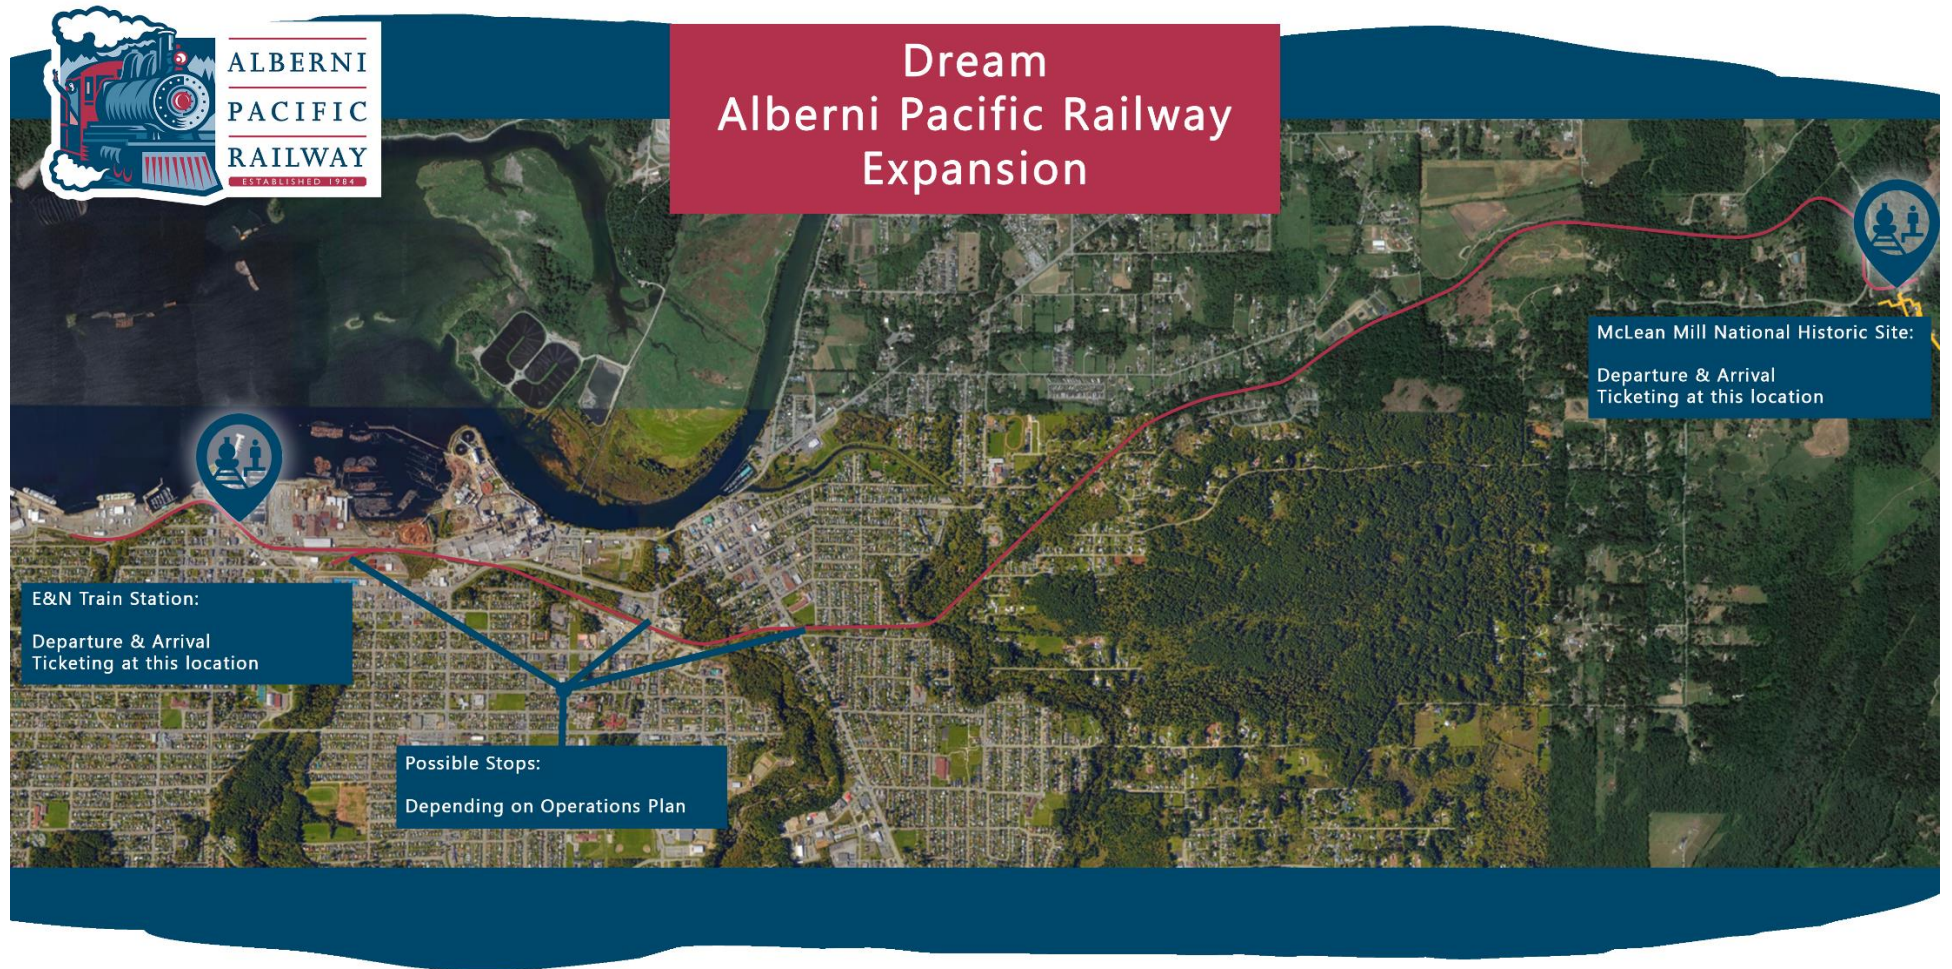 ALBERNI
PACIFIC
RAILWAY
ESTABLISHED 1984
Dream
Alberni Pacific Railway
Expansion
McLean Mill National Historic Site:
Departure & Arrival
Ticketing at this location
E&N Train Station:
Departure & Arrival
Ticketing at this location
Possible Stops:
Depending on Operations Plan